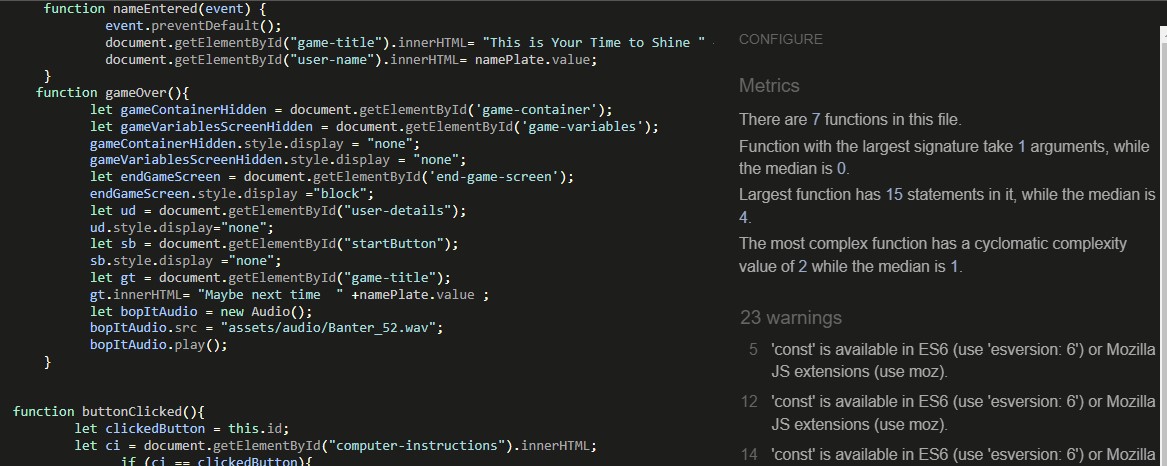 function nameEntered(event) {
event.preventDefault();
document.getElementById("game-title").innerHTML= "This is Your Time to Shine "
document.getElementById("user-name").innerHTML= namePlate.value;
}
function gameOver(){
let gameContainerHidden = document.getElementById('game-container');
let gameVariablesScreenHidden = document.getElementById('game-variables');
gameContainerHidden.style.display = "none";
gameVariablesScreenHidden.style.display = "none";
let endGameScreen = document.getElementById('end-game-screen');
endGameScreen.style.display ="block";
let ud = document.getElementById("user-details");
ud.style.display="none";
let sb = document.getElementById("startButton");
sb.style.display ="none";
let gt = document.getElementById("game-title");
gt.innerHTML= "Maybe next time  " +namePlate.value ;
let bopItAudio = new Audio();
bopItAudio.src = "assets/audio/Banter_52.wav";
bopItAudio.play();
}
function buttonClicked(){
let clickedButton = this.id;
let ci = document.getElementById("computer-instructions").innerHTML;
if (ci == clickedButton){
CONFIGURE
Metrics
There are 7 functions in this file.
Function with the largest signature take 1 arguments, while
the median is 0.
Largest function has 15 statements in it, while the median is
4.
The most complex function has a cyclomatic complexity
value of 2 while the median is 1.
23 warnings
5 'const' is available in ES6 (use 'esversion: 6') or Mozilla
JS extensions (use moz).
12 'const' is available in ES6 (use 'esversion: 6') or Mozilla
JS extensions (use moz).
14 'const' is available in ES6 (use 'esversion: 6') or Mozilla